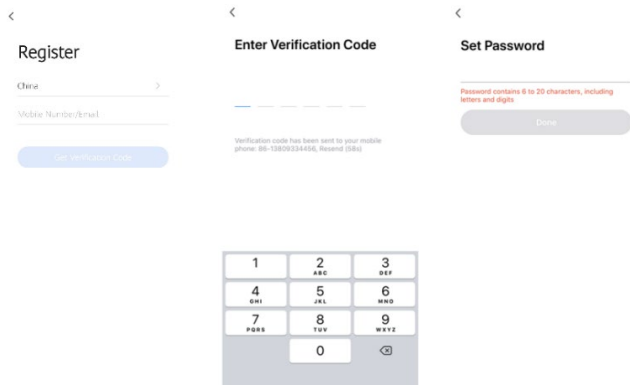 Register
China
Mobile Number/Email
Get Verification Code
Enter Verification Code
Verification code has been sent to your mobile
phone: 86-13809334456, Resend (58s)
1
2
ABC
3
DEF
4
GHI
5
JKL
6
MNO
7
PQRS
8
TUV
9
WXYZ
0
Set Password
Password contains 6 to 20 characters, including
letters and digits
Done